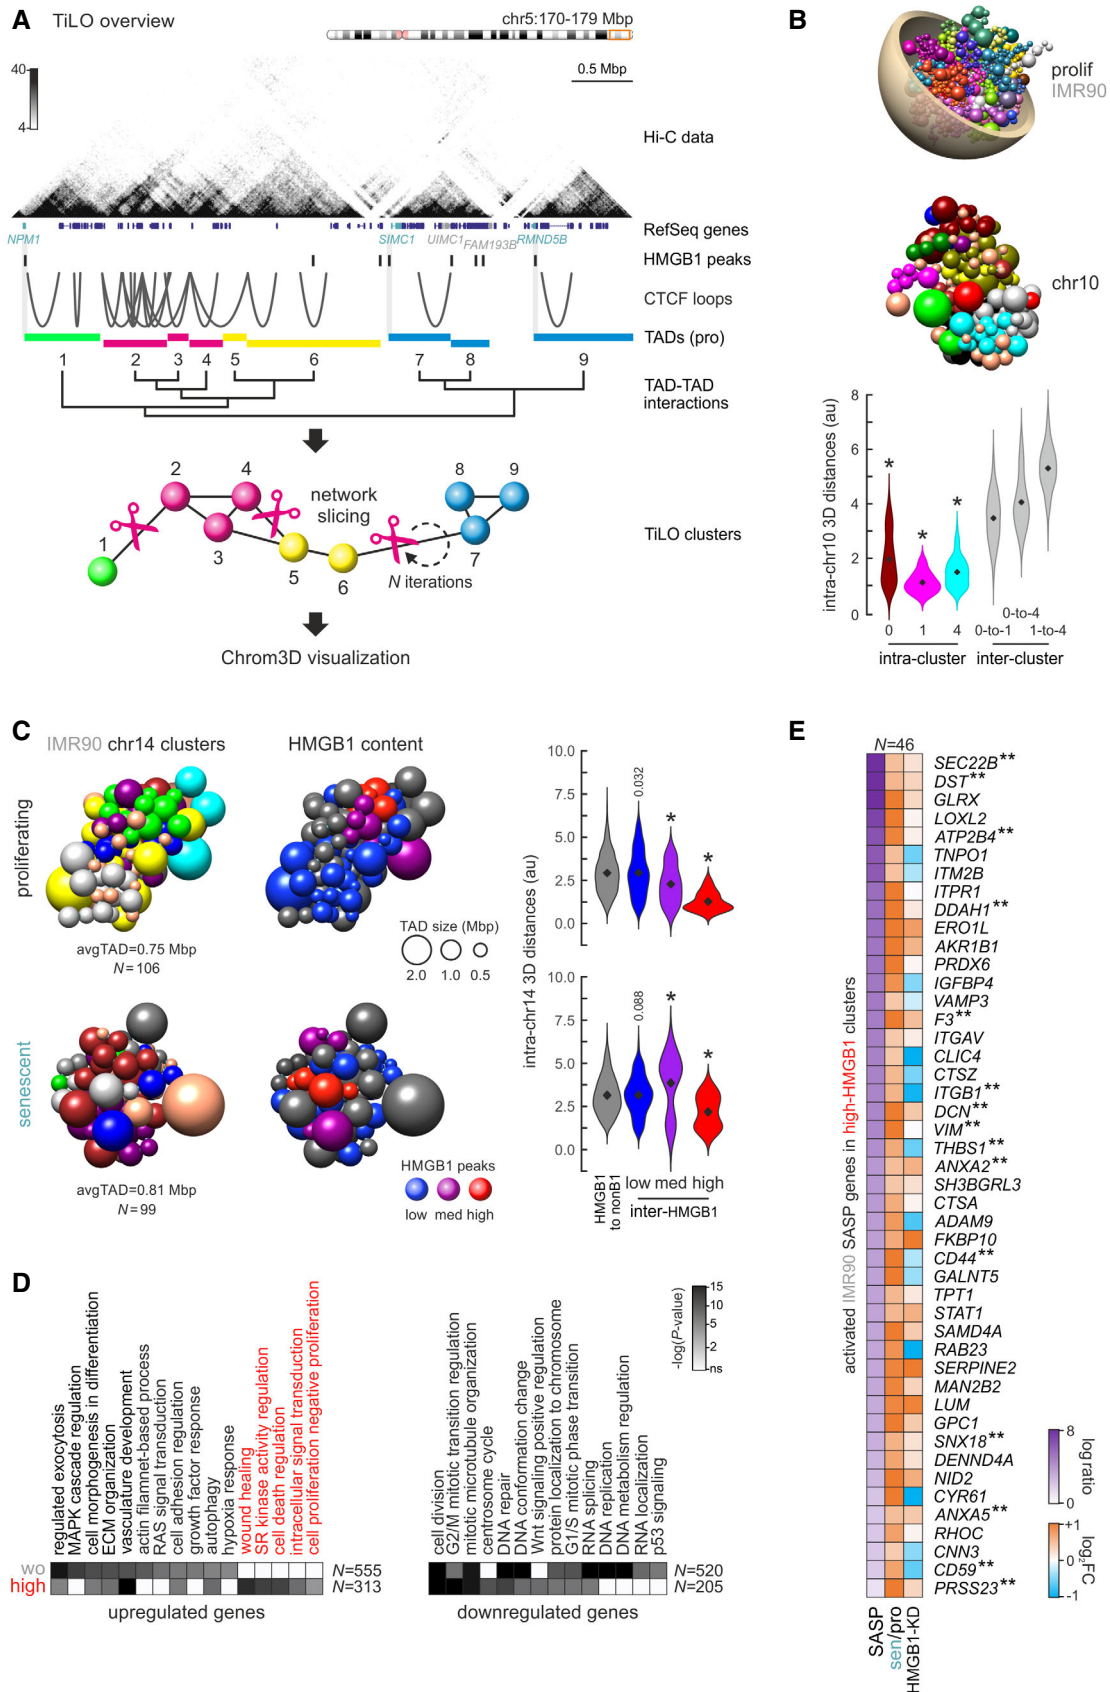 A
TiLO overview
chr5:170-179 Mbp
40
4
0.5 Mbp
Hi-C data
RefSeq genes
NPM1
SIMC1
UIMC1
FAM193B
RMND5B
HMGB1 peaks
CTCF loops
TADs (pro)
1
2
3
4
5
6
7
8
9
TAD-TAD
interactions
2
4
8
9
network
slicing
1
3
5
6
7
N iterations
TiLO clusters
Chrom3D visualization
B
prolif
IMR90
chr10
intra-chr10 3D distances (au)
8
6
4
2
0
*
*
*
0
1
4
0-to-1
0-to-4
1-to-4
intra-cluster
inter-cluster
C
IMR90 chr14 clusters
HMGB1 content
proliferating
avgTAD=0.75 Mbp
N=106
TAD size (Mbp)
2.0
1.0
0.5
senescent
avgTAD=0.81 Mbp
N=99
HMGB1 peaks
low
med
high
intra-chr14 3D distances (au)
10.0
7.5
5.0
2.5
0.0
0.032
*
*
10.0
7.5
5.0
2.5
0.0
0.088
*
*
HMGB1
to nonB1
low med high
inter-HMGB1
D
regulated exocytosis
MAPK cascade regulation
cell morphogenesis in differentiation
ECM organization
vasculature development
actin filamnet-based process
RAS signal transduction
cell adhesion regulation
growth factor response
autophagy
hypoxia response
wound healing
SR kinase activity regulation
cell death regulation
intracellular signal transduction
cell proliferation negative proliferation
wo
high
N=555
N=313
upregulated genes
cell division
G2/M mitotic transition regulation
mitotic microtubule organization
centrosome cycle
DNA repair
DNA conformation change
Wnt signaling positive regulation
protein localization to chromosome
G1/S mitotic phase transition
RNA splicing
DNA replication
DNA metabolism regulation
RNA localization
p53 signaling
N=520
N=205
downregulated genes
-log(P-value)
15
10
5
2
ns
E
N=46
activated IMR90 SASP genes in high-HMGB1 clusters
SEC22B**
DST**
GLRX
LOXL2
ATP2B4**
TNPO1
ITM2B
ITPR1
DDAH1**
ERO1L
AKR1B1
PRDX6
IGFBP4
VAMP3
F3**
ITGAV
CLIC4
CTSZ
ITGB1**
DCN**
VIM**
THBS1**
ANXA2**
SH3BGRL3
CTSA
ADAM9
FKBP10
CD44**
GALNT5
TPT1
STAT1
SAMD4A
RAB23
SERPINE2
MAN2B2
LUM
GPC1
SNX18**
DENND4A
NID2
CYR61
ANXA5**
RHOC
CNN3
CD59**
PRSS23**
SASP
sen/pro
HMGB1-KD
8
0
log ratio
+1
0
-1
log2FC